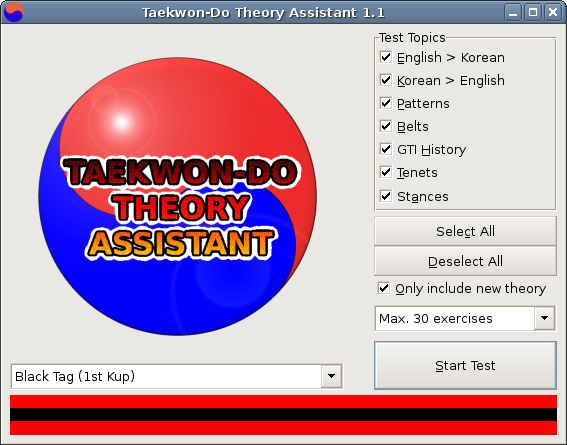 Taekwon-Do Theory Assistant 1.1
TAEKWON-DO
THEORY
ASSISTANT
Test Topics
English > Korean
Korean > English
Patterns
Belts
GTI History
Tenets
Stances
Select All
Deselect All
Only include new theory
Max. 30 exercises
Black Tag (1st Kup)
Start Test